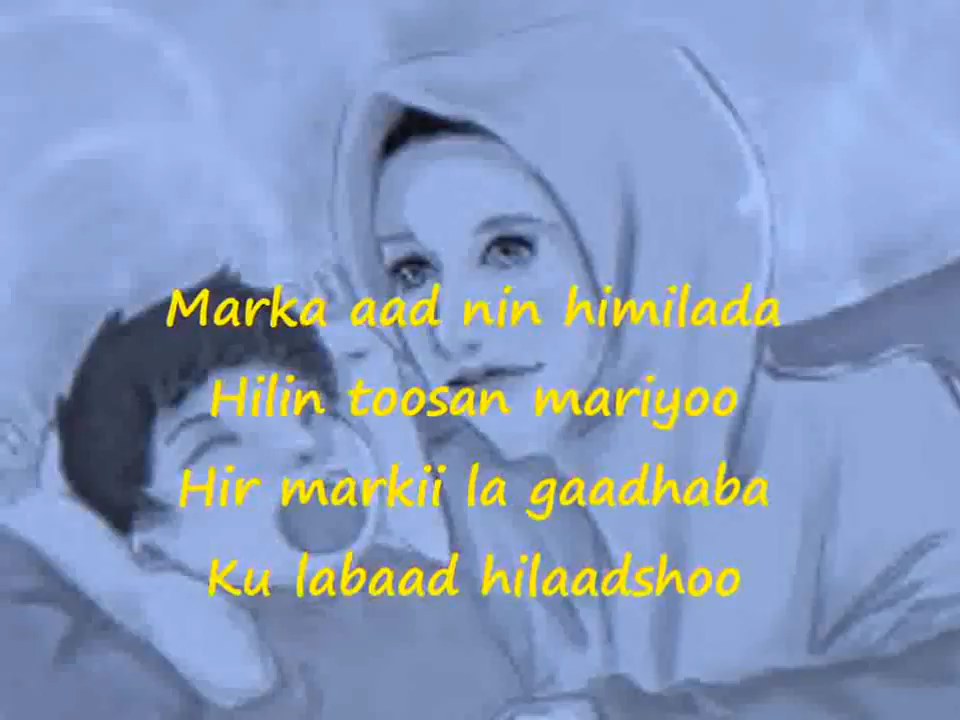 Marka aad nin himilada
Hilin toosan mariyoo
Hir markii la gaadhaba
Ku labaad hilaadshoo